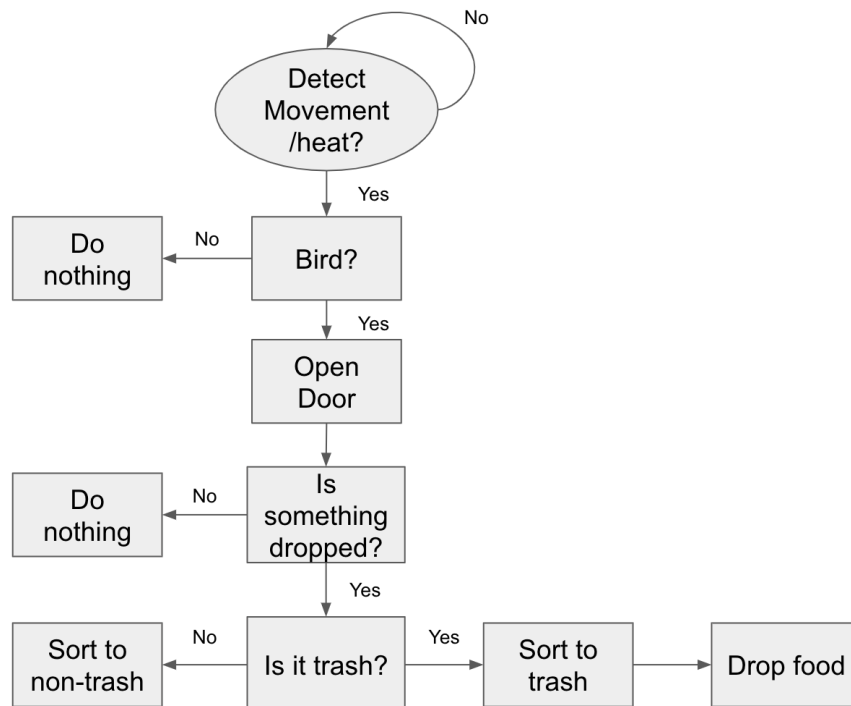 No
Detect
Movement
/heat?
Yes
Do
nothing
No
Bird?
Yes
Open
Door
Do
nothing
No
Is
something
dropped?
Yes
Sort to
non-trash
No
Is it trash?
Yes
Sort to
trash
Drop food